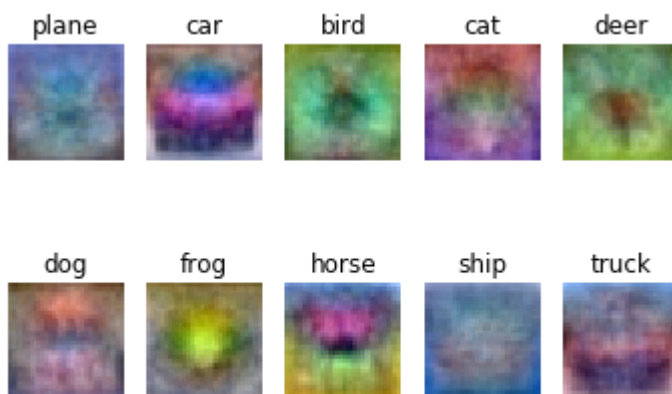 plane car bird cat deer
dog frog horse ship truck